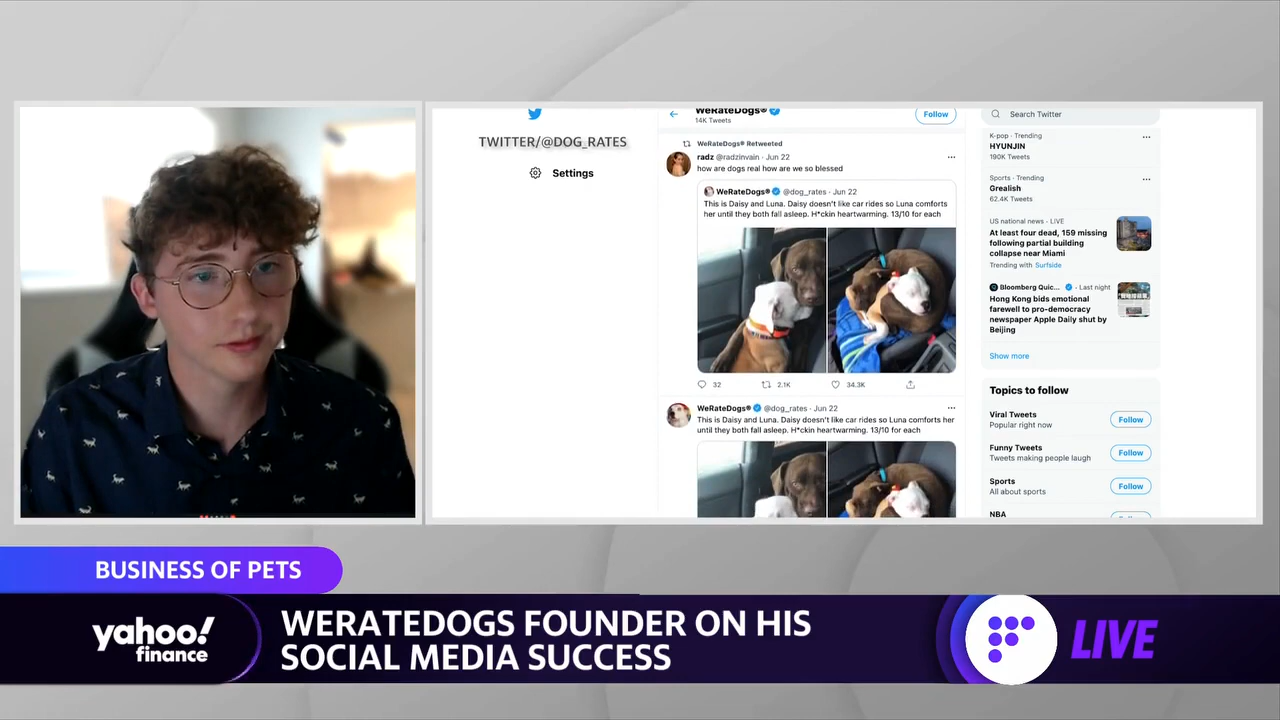 TWITTER/@DOG_RATES
Settings
WeRateDogs®
14K Tweets
Follow
WeRateDogs® Retweeted
radz @radzinvain · Jun 22
how are dogs real how are we so blessed
WeRateDogs® @dog_rates · Jun 22
This is Daisy and Luna. Daisy doesn't like car rides so Luna comforts
her until they both fall asleep. H*ckin heartwarming. 13/10 for each
32 2.1K 34.3K
WeRateDogs® @dog_rates · Jun 22
This is Daisy and Luna. Daisy doesn't like car rides so Luna comforts her
until they both fall asleep. H*ckin heartwarming. 13/10 for each
Search Twitter
K-pop · Trending
HYUNJIN
190K Tweets
Sports · Trending
Grealish
62.4K Tweets
US national news · LIVE
At least four dead, 159 missing
following partial building
collapse near Miami
Trending with Surfside
Bloomberg Quic... · Last night
Hong Kong bids emotional
farewell to pro-democracy
newspaper Apple Daily shut by
Beijing
Show more
Topics to follow
Viral Tweets
Popular right now
Follow
Funny Tweets
Tweets making people laugh
Follow
Sports
All about sports
Follow
NBA
BUSINESS OF PETS
yahoo!
finance
WERATEDOGS FOUNDER ON HIS
SOCIAL MEDIA SUCCESS
LIVE